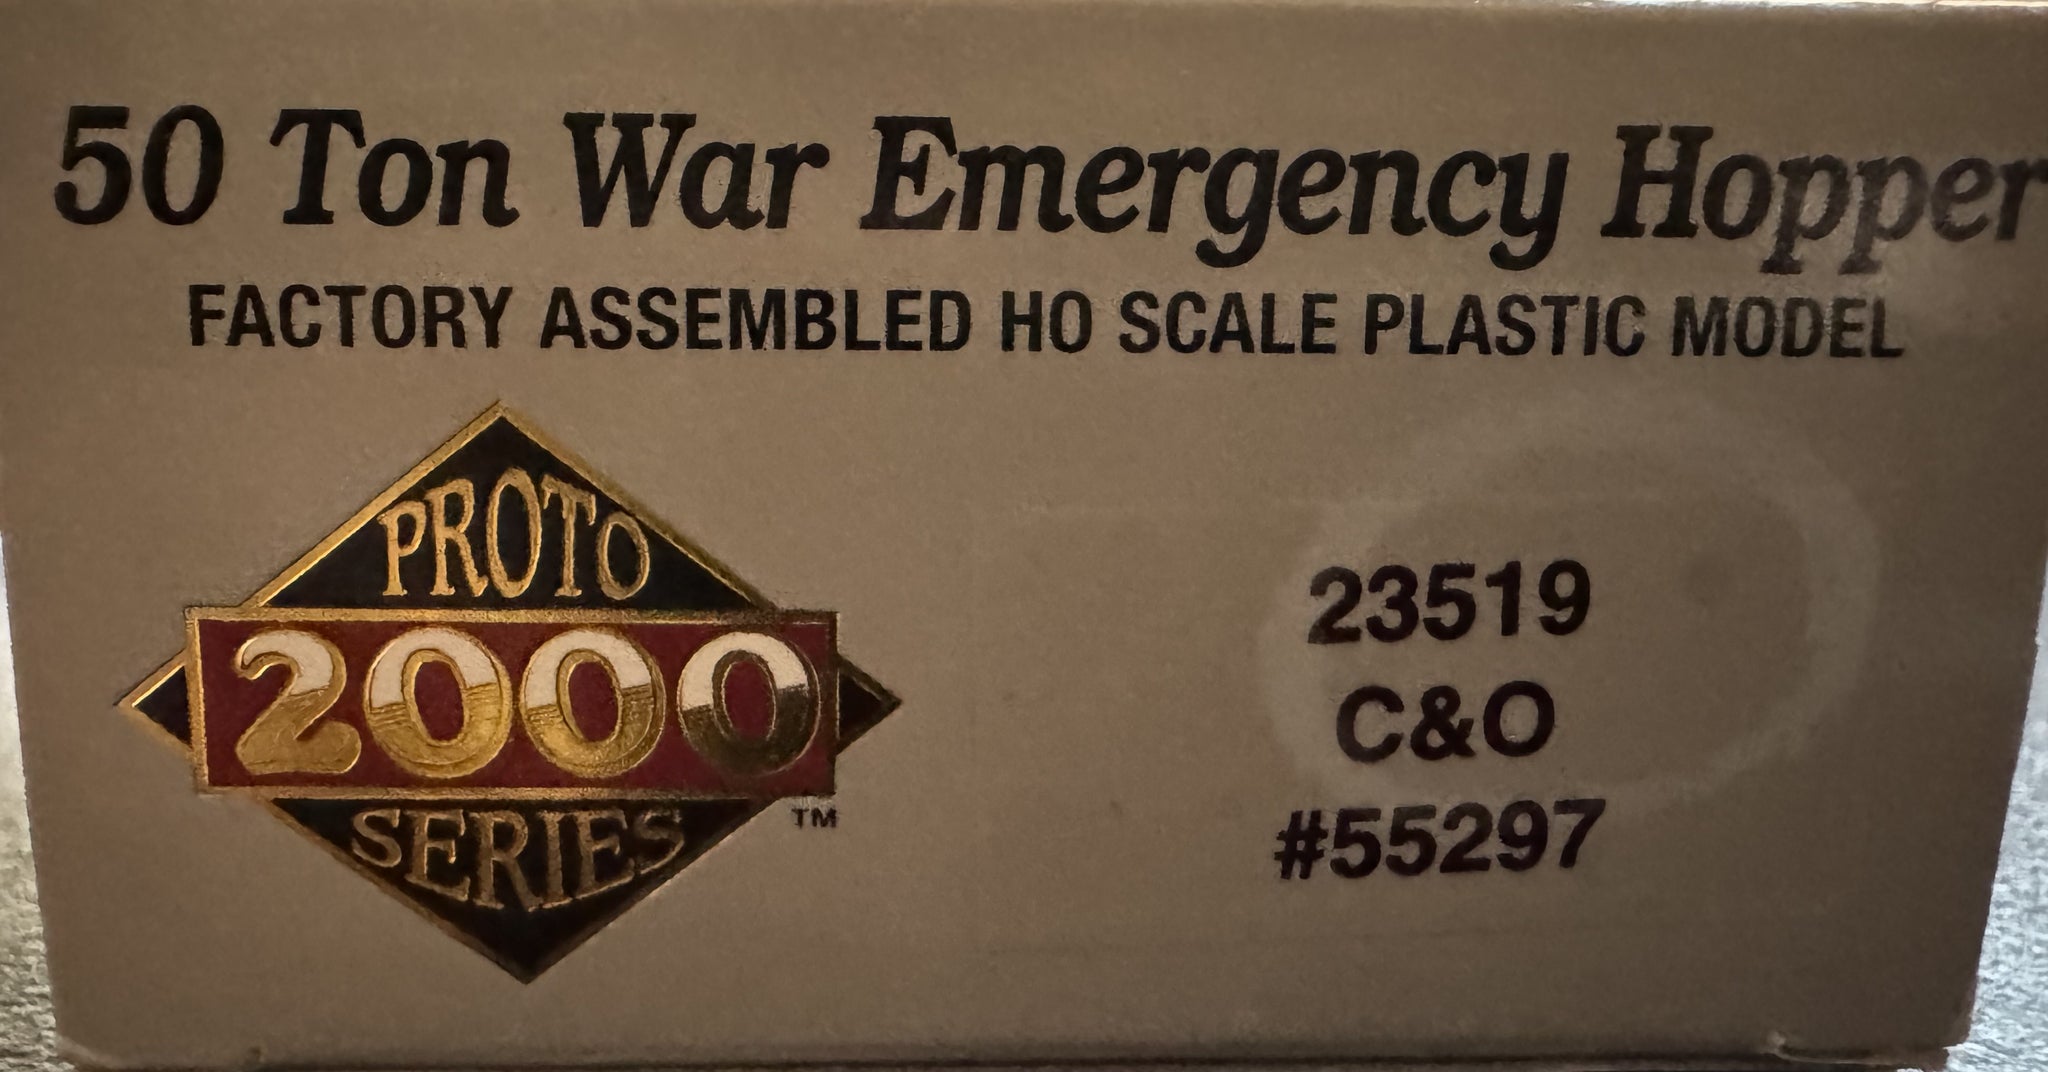 50 Ton War Emergency Hopper
FACTORY ASSEMBLED HO SCALE PLASTIC MODEL
PROTO
2000
SERIES
TM
23519
C&O
#55297